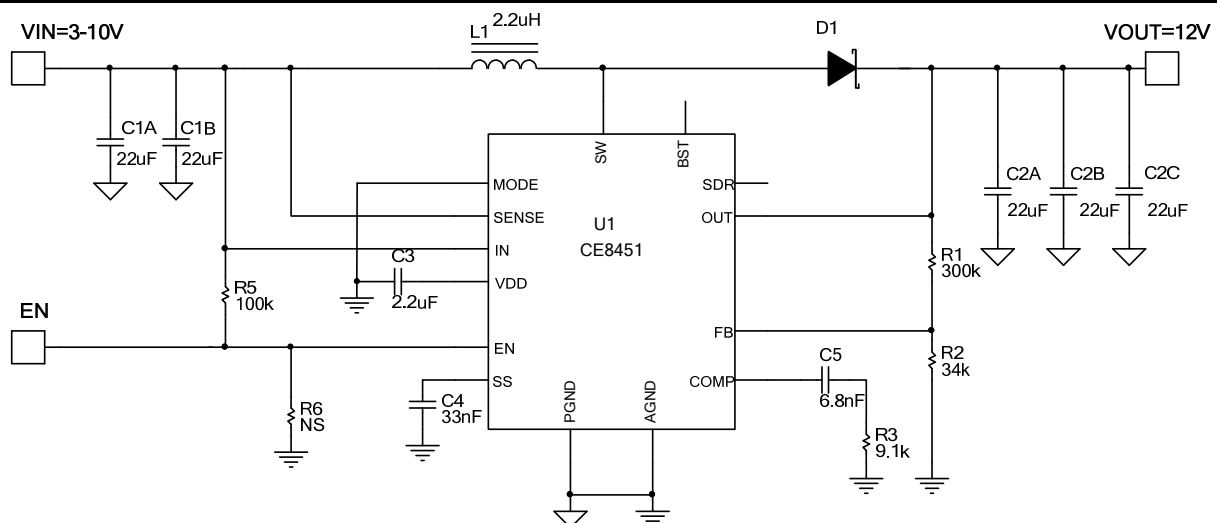 VIN=3-10V
L1
2.2uH
D1
VOUT=12V
C1A
22uF
C1B
22uF
SW
BST
MODE
SENSE
IN
VDD
EN
SS
U1
CE8451
SDR
OUT
FB
COMP
PGND
AGND
C3
2.2uF
R5
100k
EN
R6
NS
C4
33nF
C5
6.8nF
R3
9.1k
R1
300k
R2
34k
C2A
22uF
C2B
22uF
C2C
22uF